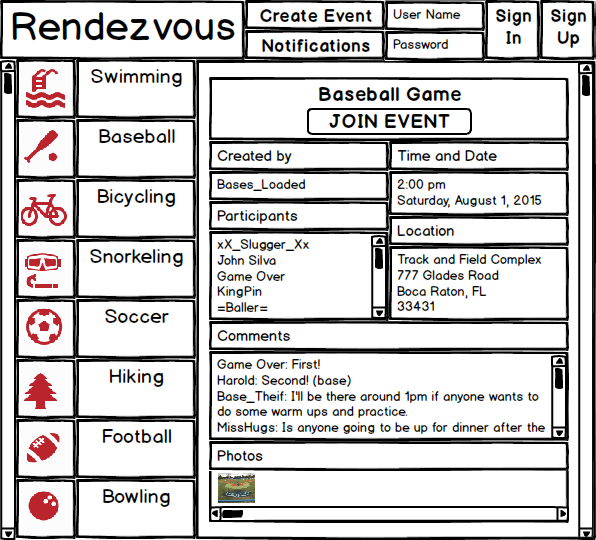 Rendezvous
Create Event
Notifications
User Name
Password
Sign
In
Sign
Up
Swimming
Baseball
Bicycling
Snorkeling
Soccer
Hiking
Football
Bowling
Baseball Game
JOIN EVENT
Created by
Bases_Loaded
Participants
xX_Slugger_Xx
John Silva
Game Over
KingPin
=Baller=
Time and Date
2:00 pm
Saturday, August 1, 2015
Location
Track and Field Complex
777 Glades Road
Boca Raton, FL
33431
Comments
Game Over: First!
Harold: Second! (base)
Base_Theif: I'll be there around 1pm if anyone wants to
do some warm ups and practice.
MissHugs: Is anyone going to be up for dinner after the
Photos